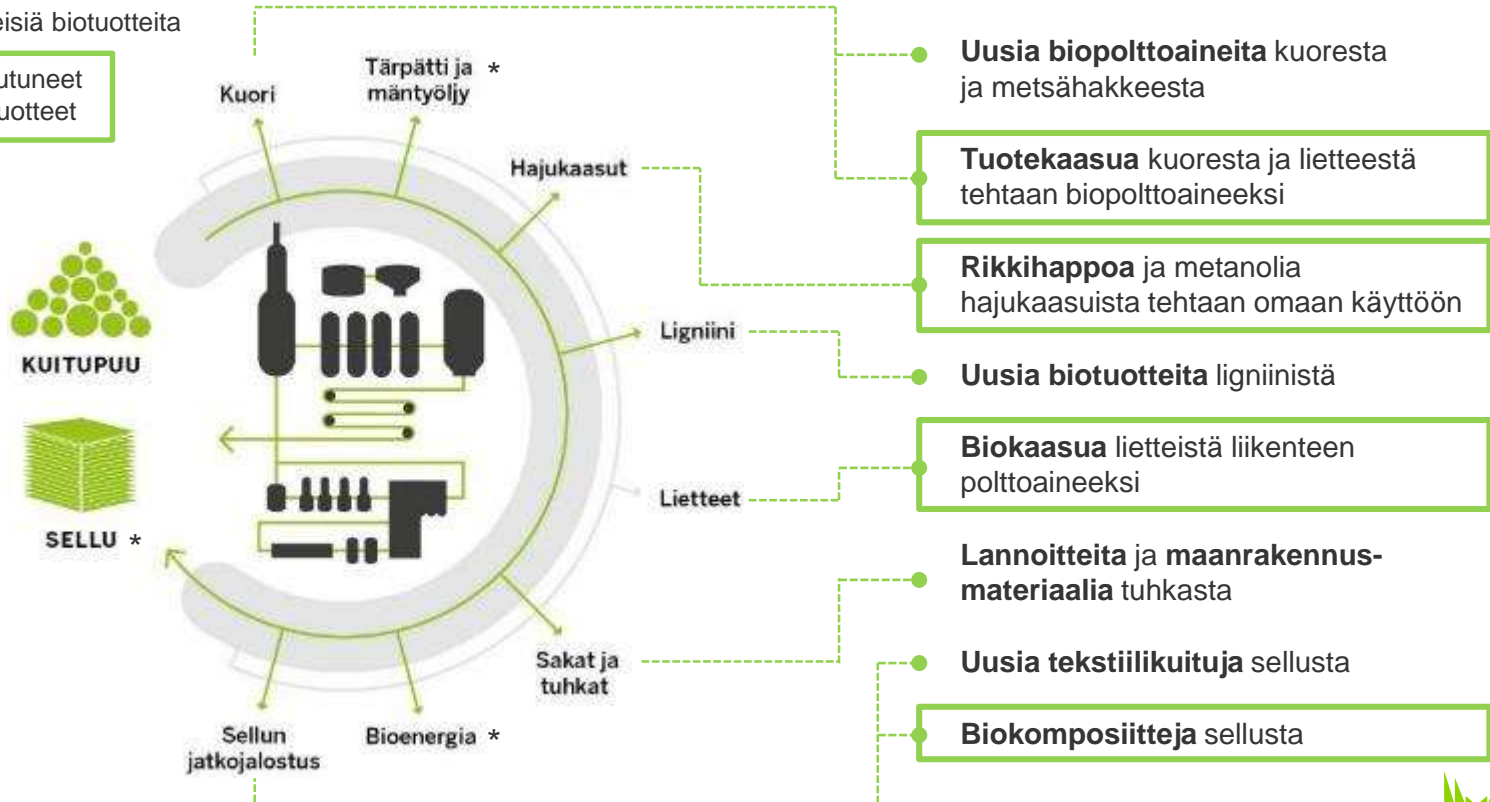 eisiä biotuotteita
utuneet
uotteet
Kuori
Tärpätti ja *
mäntyöljy
Hajukaasut
Ligniini
Lietteet
Sakat ja
tuhkat
Bioenergia *
Sellun
jatkojalostus
KUITUPUU
SELLU *
Uusia biopolttoaineita kuoresta
ja metsähakkeesta
Tuotekaasua kuoresta ja lietteestä
tehtaan biopolttoaineeksi
Rikkihappoa ja metanolia
hajukaasuista tehtaan omaan käyttöön
Uusia biotuotteita ligniinistä
Biokaasua lietteistä liikenteen
polttoaineeksi
Lannoitteita ja maanrakennus-
materiaalia tuhkasta
Uusia tekstiilikuituja sellusta
Biokomposiitteja sellusta